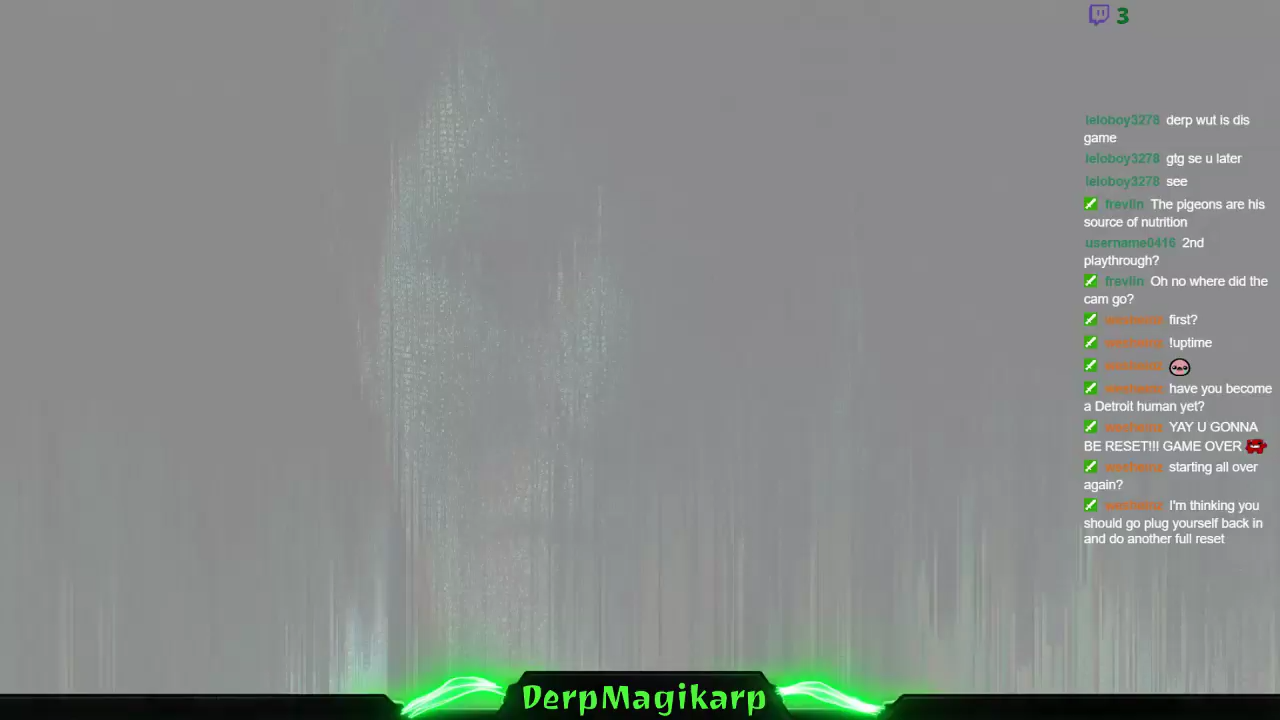 3
leloboy3278 derp wut is dis
game
leloboy3278 gtg se u later
leloboy3278 see
frevlin The pigeons are his
source of nutrition
username0416 2nd
playthrough?
frevlin Oh no where did the
cam go?
first?
!uptime
have you become
a Detroit human yet?
YAY U GONNA
BE RESET!!! GAME OVER
starting all over
again?
I'm thinking you
should go plug yourself back in
and do another full reset
DerpMagikarp